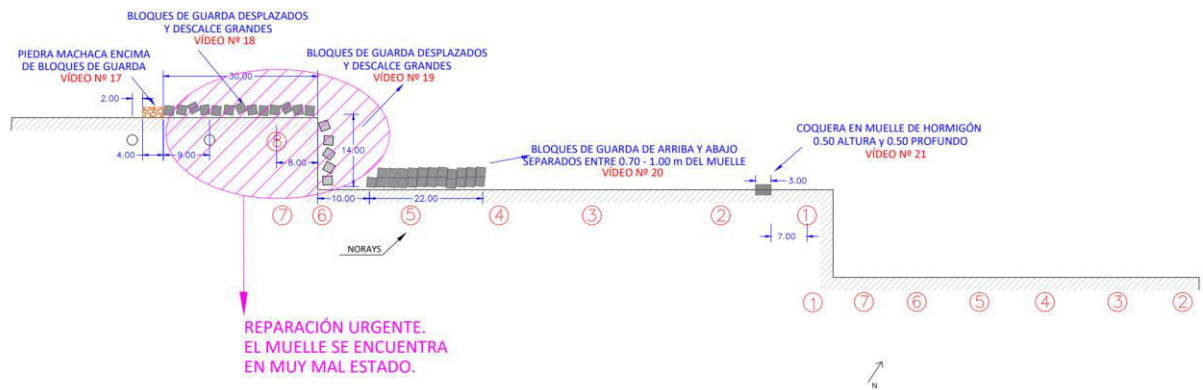 BLOQUES DE GUARDA DESPLAZADOS
Y DESCALCE GRANDES
VÍDEO Nº 18
PIEDRA MACHACA ENCIMA
DE BLOQUES DE GUARDA
VÍDEO Nº 17
BLOQUES DE GUARDA DESPLAZADOS
Y DESCALCE GRANDES
VÍDEO Nº 19
30.00
2.00
4.00
9.00
8
8.00
14.00
BLOQUES DE GUARDA DE ARRIBA Y ABAJO
SEPARADOS ENTRE 0.70 - 1.00 m DEL MUELLE
VÍDEO Nº 20
COQUERA EN MUELLE DE HORMIGÓN
0.50 ALTURA y 0.50 PROFUNDO
VÍDEO Nº 21
3.00
10.00
22.00
7 6 5 4 3 2 1
7.00
NORAYS
1 7 6 5 4 3 2
REPARACIÓN URGENTE.
EL MUELLE SE ENCUENTRA
EN MUY MAL ESTADO.
N